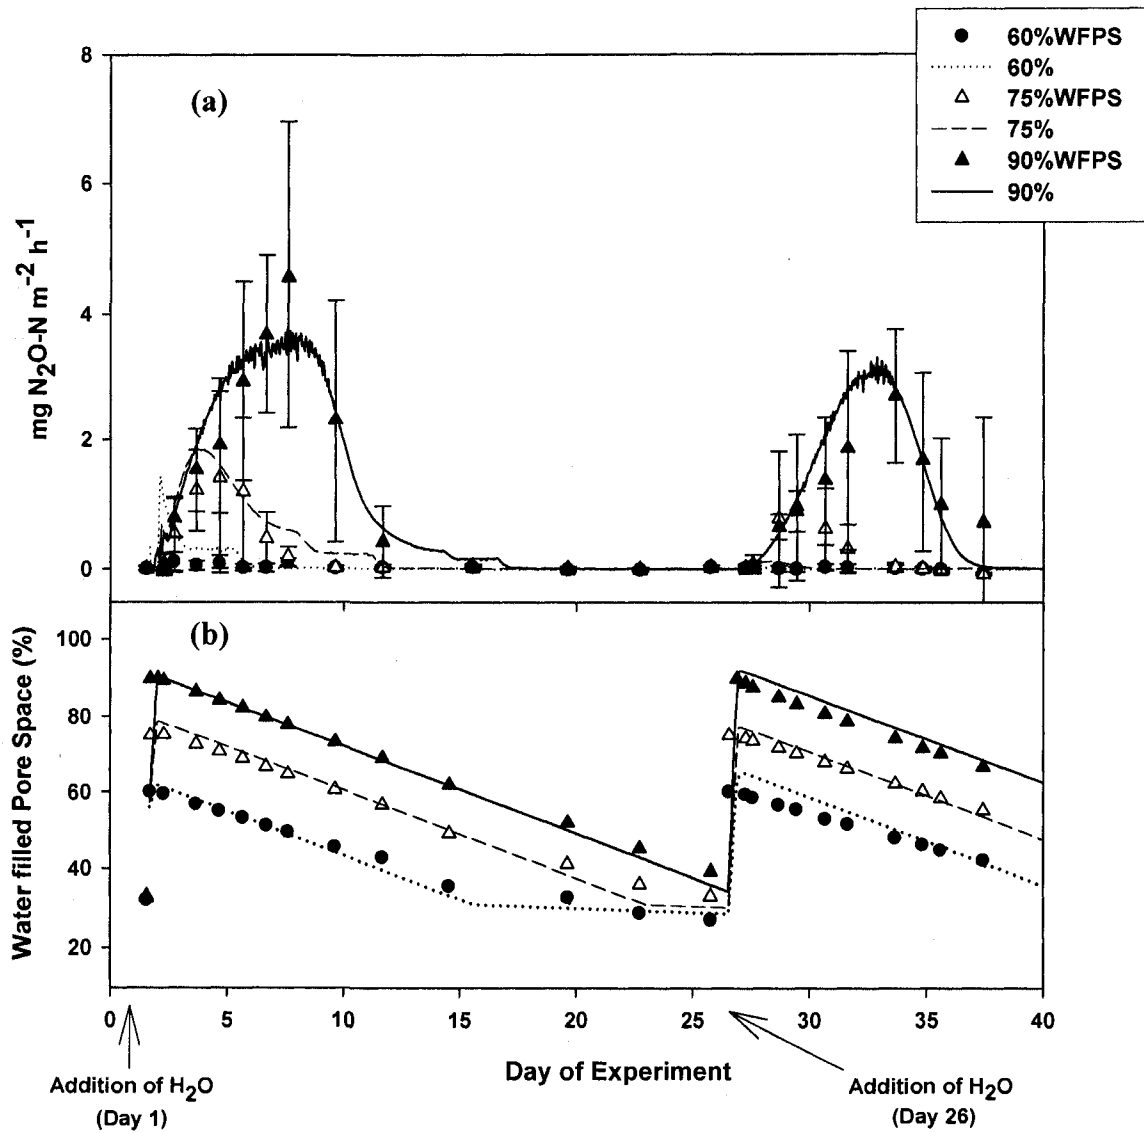 60%WFPS
60%
75%WFPS
75%
90%WFPS
90%
(a)
8
6
4
2
0
mg N₂O-N m⁻² h⁻¹
(b)
100
80
60
40
20
Water filled Pore Space (%)
0 5 10 15 20 25 30 35 40
Day of Experiment
Addition of H₂O
(Day 1)
Addition of H₂O
(Day 26)